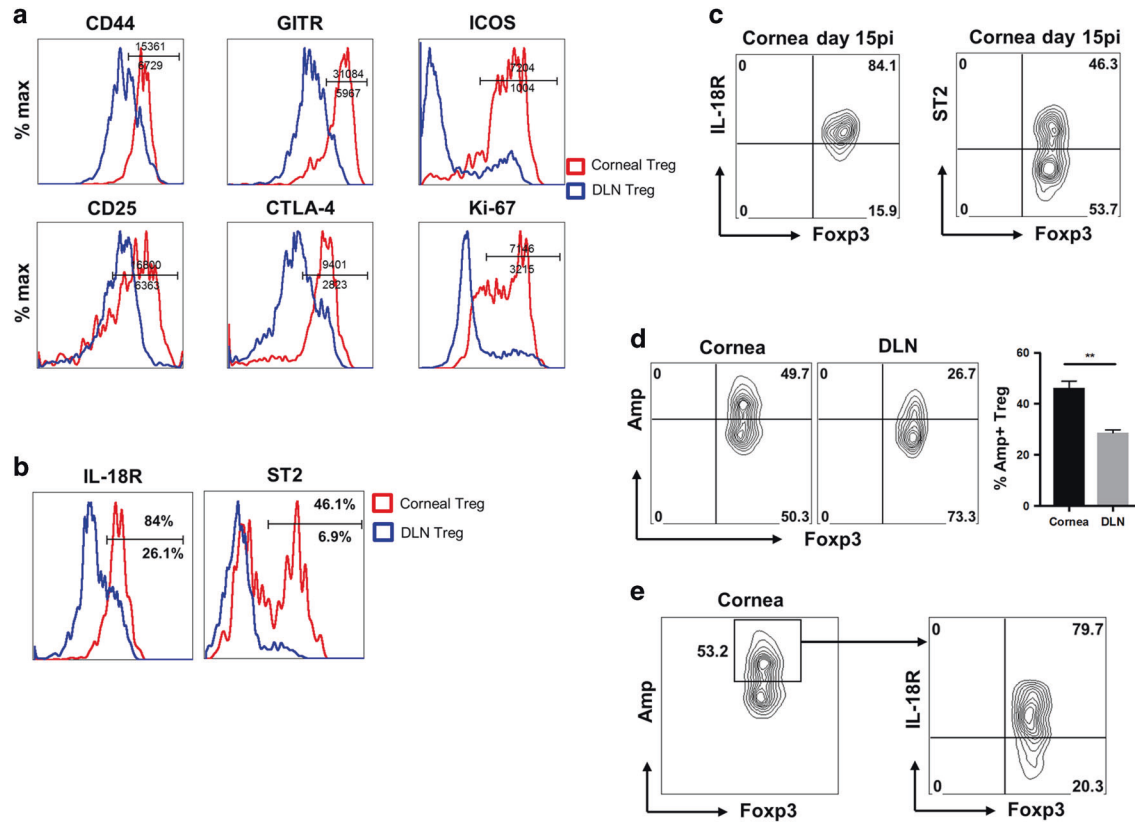 a
CD44
GITR
ICOS
% max
15361
6729
31084
5967
7204
1004
Corneal Treg
DLN Treg
CD25
CTLA-4
Ki-67
% max
16800
6363
9401
2823
7146
3215
b
IL-18R
ST2
84%
26.1%
46.1%
6.9%
Corneal Treg
DLN Treg
c
Cornea day 15pi
Cornea day 15pi
IL-18R
0
84.1
0
15.9
Foxp3
ST2
0
46.3
0
53.7
Foxp3
d
Cornea
DLN
Amp
0
49.7
0
50.3
0
26.7
0
73.3
Foxp3
% Amp+ Treg
60
40
20
0
**
Cornea
DLN
e
Cornea
53.2
Amp
Foxp3
IL-18R
0
79.7
0
20.3
Foxp3